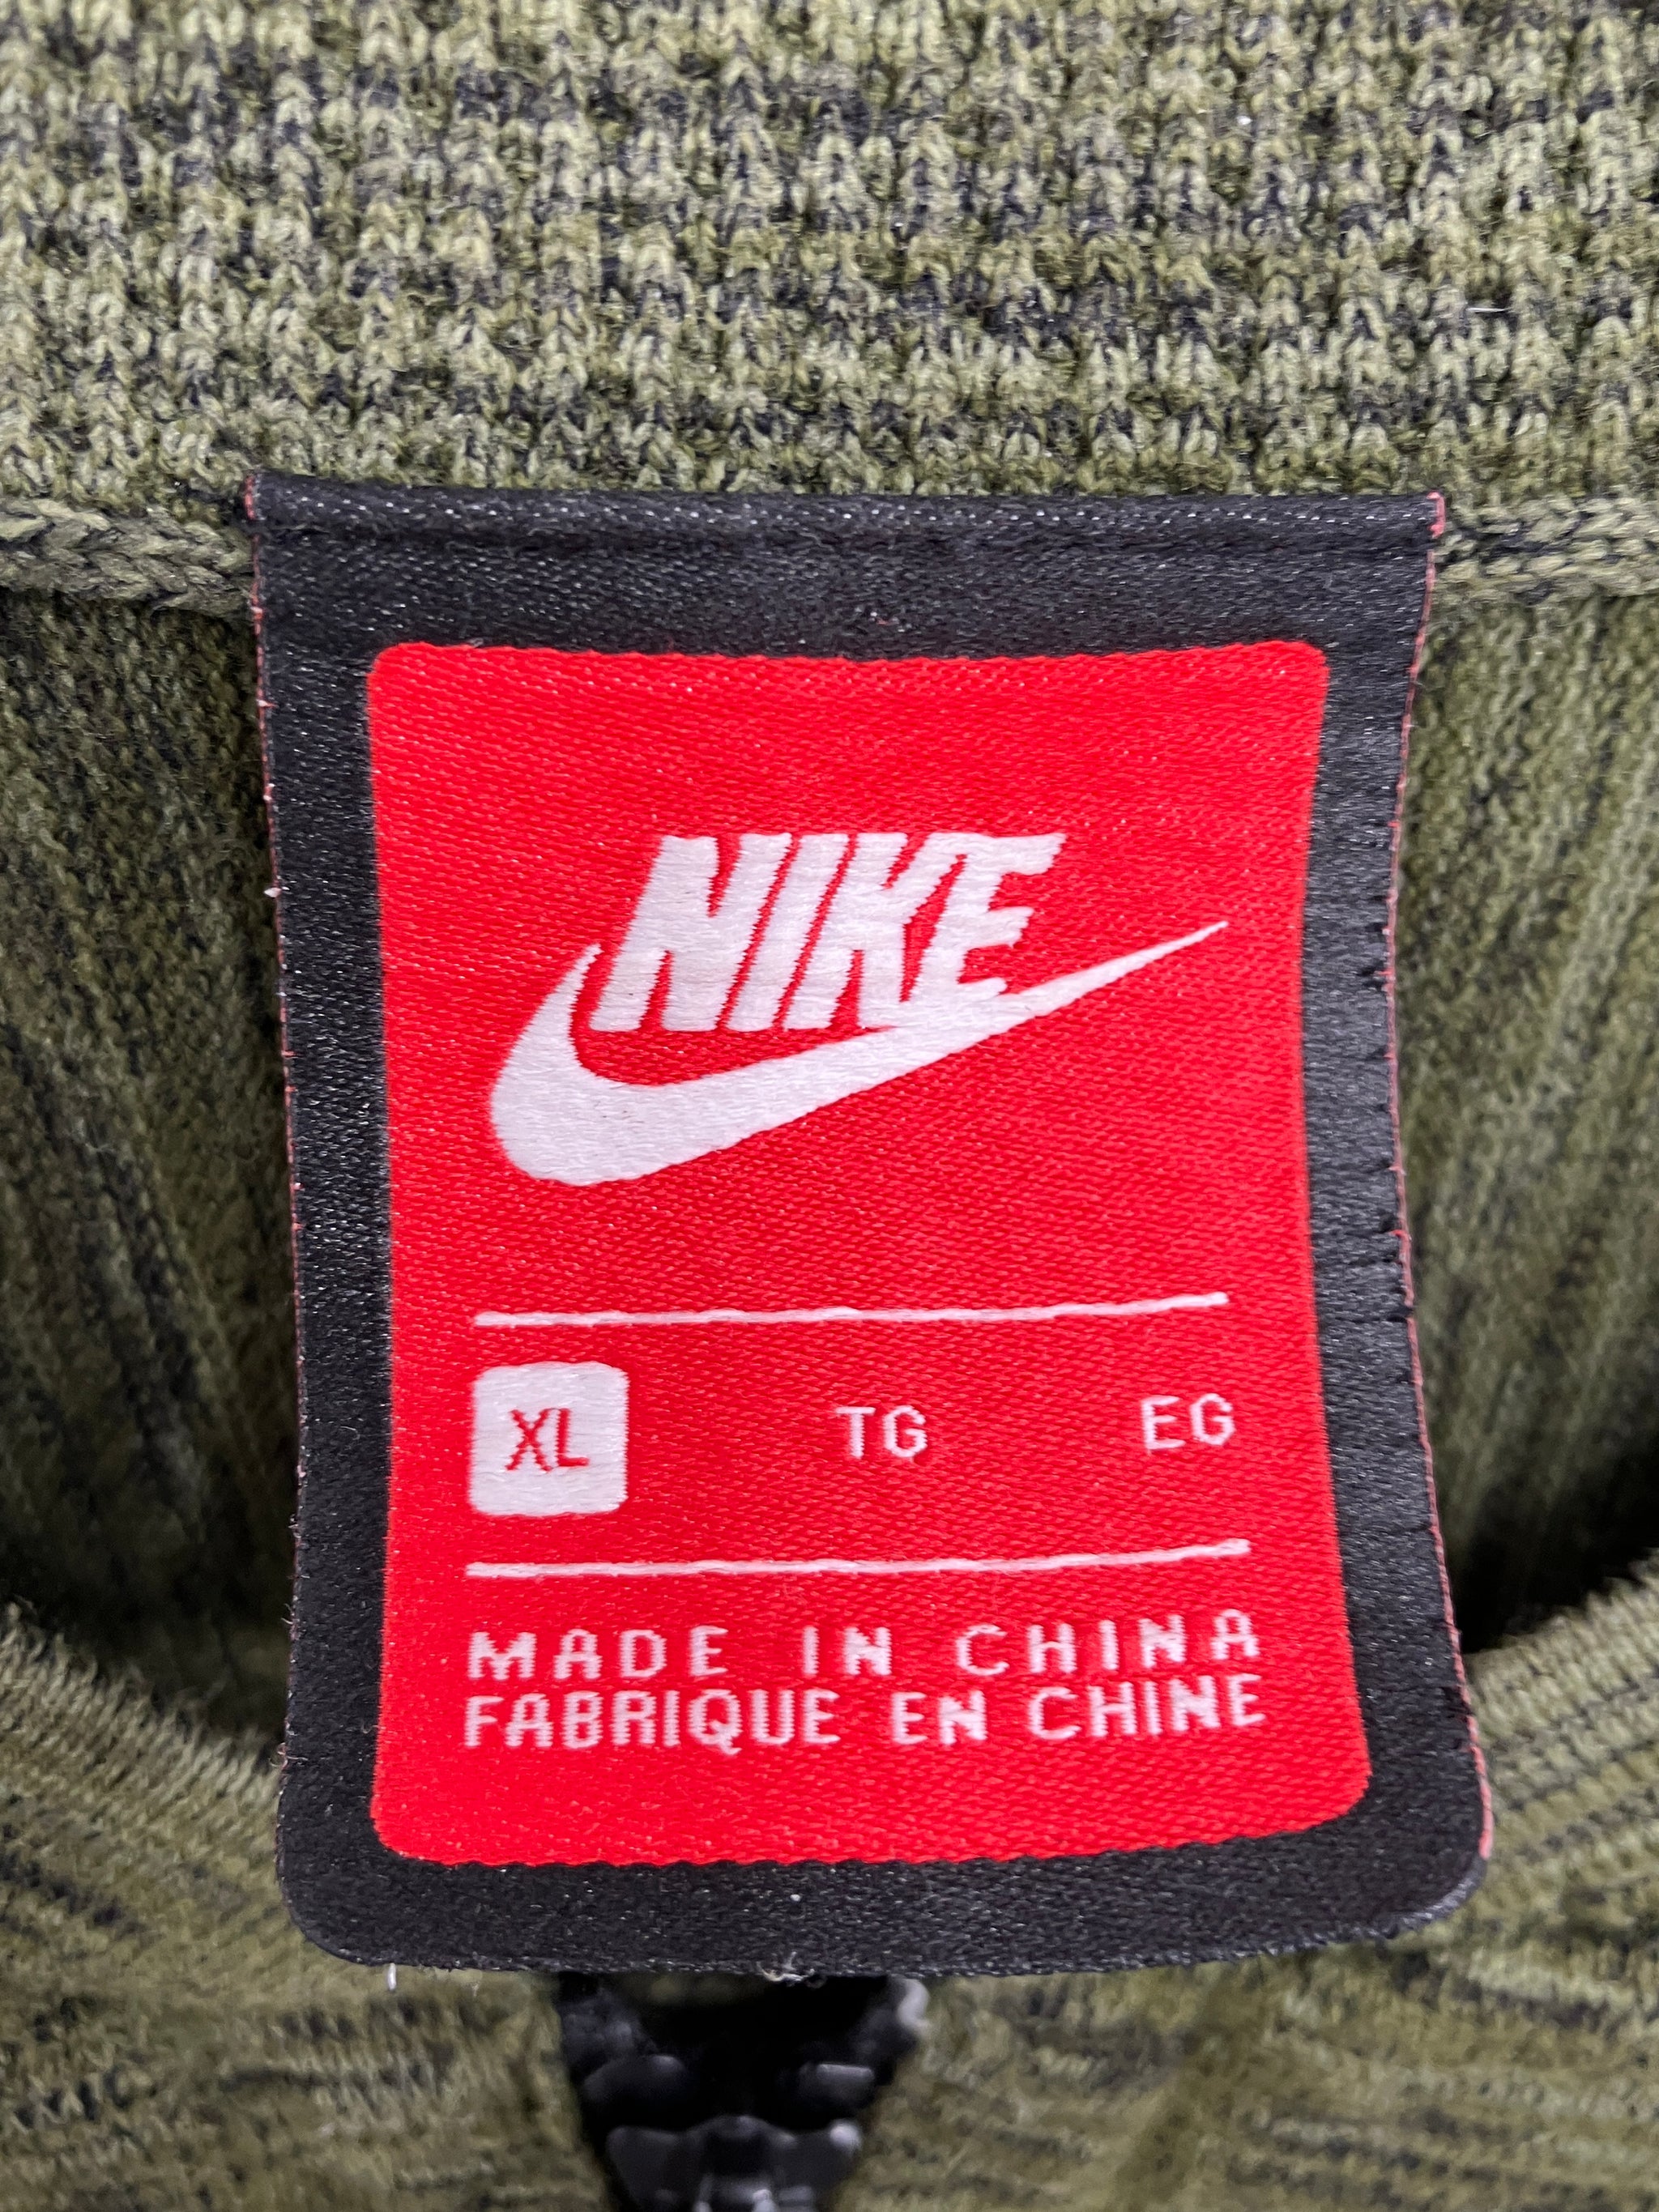 NIKE
XL TG EG
MADE IN CHINA
FABRIQUE EN CHINE